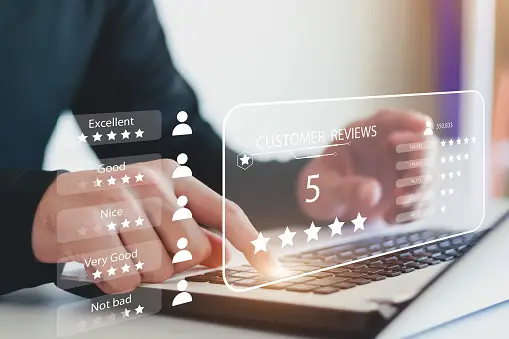 Excellent
Good
Nice
Very Good
Not bad
CUSTOMER REVIEWS
5